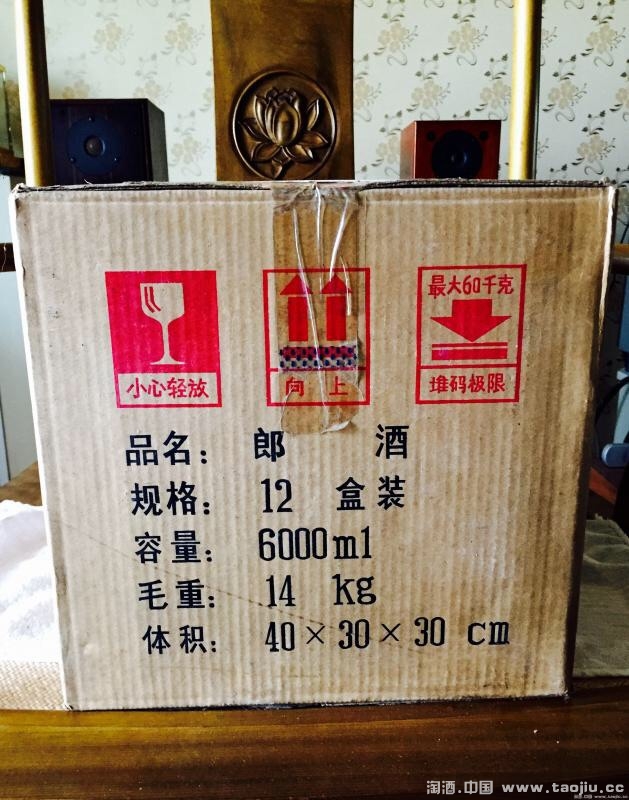 最大60千克
小心轻放
向上
堆码极限
品名：郎 酒
规格：12 盒装
容量：6000ml
毛重：14 kg
体积：40×30×30 cm
淘酒.中国 www.taojiu.cc